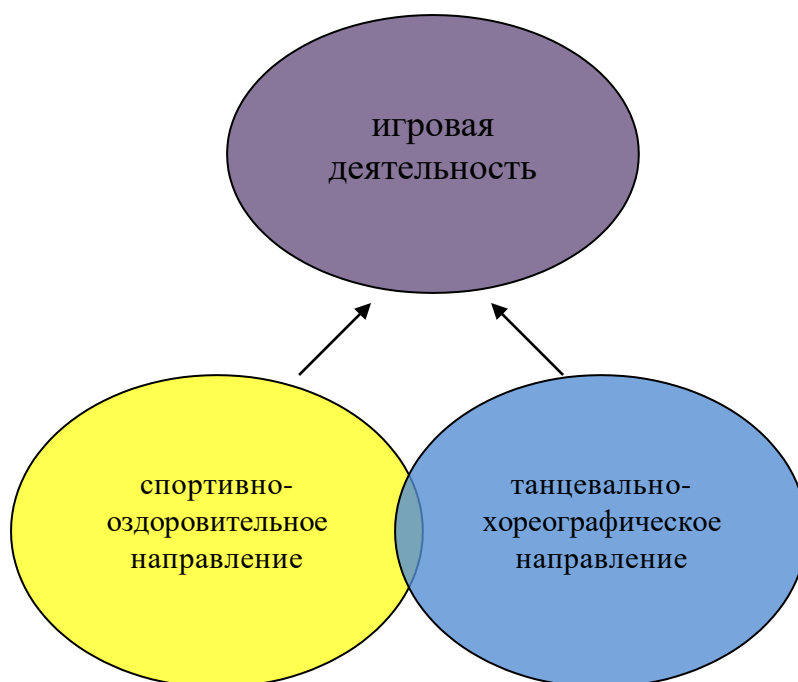 игровая
деятельность
спортивно-
оздоровительное
направление
танцевально-
хореографическое
направление